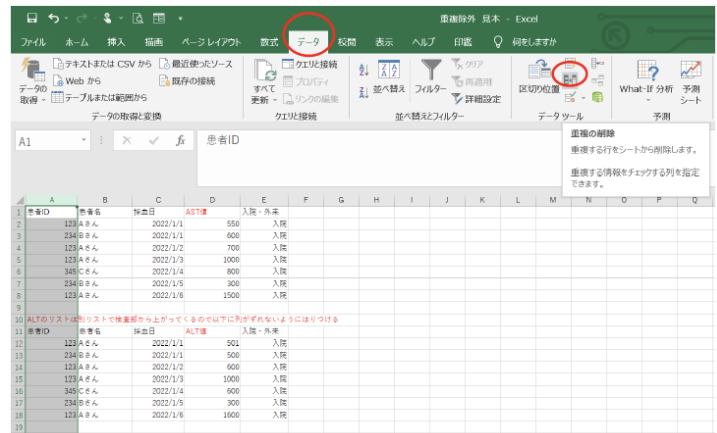 重複除外 見本 - Excel
ファイル ホーム 挿入 描画 ページ レイアウト 数式 データ 校閲 表示 ヘルプ 印鑑 何をしますか
データの取得
テキストまたは CSV から
Web から
テーブルまたは範囲から
最近使ったソース
既存の接続
データの取得と変換
すべて更新
クエリと接続
プロパティ
リンクの編集
クエリと接続
並べ替え
フィルター
クリア
再適用
詳細設定
並べ替えとフィルター
区切り位置
データ ツール
What-If 分析
予測シート
予測
重複の削除
重複する行をシートから削除します。
重複する情報をチェックする列を指定
できます。
A1 fx 患者ID
A B C D E F G H I J K L M N O P Q
1 患者ID 患者名 採血日 AST値 入院・外来
2 123 Aさん 2022/1/1 550 入院
3 234 Bさん 2022/1/1 600 入院
4 123 Aさん 2022/1/2 700 入院
5 123 Aさん 2022/1/3 1000 入院
6 345 Cさん 2022/1/4 800 入院
7 234 Bさん 2022/1/5 300 入院
8 123 Aさん 2022/1/6 1500 入院
9
10 ALTのリストは別リストで検査部から上がってくるので以下に列がずれないようにはりつける
11 患者ID 患者名 採血日 ALT値 入院・外来
12 123 Aさん 2022/1/1 501 入院
13 234 Bさん 2022/1/1 500 入院
14 123 Aさん 2022/1/2 600 入院
15 123 Aさん 2022/1/3 1000 入院
16 345 Cさん 2022/1/4 600 入院
17 234 Bさん 2022/1/5 300 入院
18 123 Aさん 2022/1/6 1600 入院
19